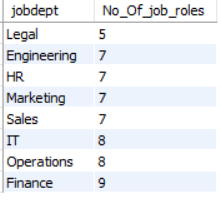 jobdept No_Of_job_roles
Legal 5
Engineering 7
HR 7
Marketing 7
Sales 7
IT 8
Operations 8
Finance 9